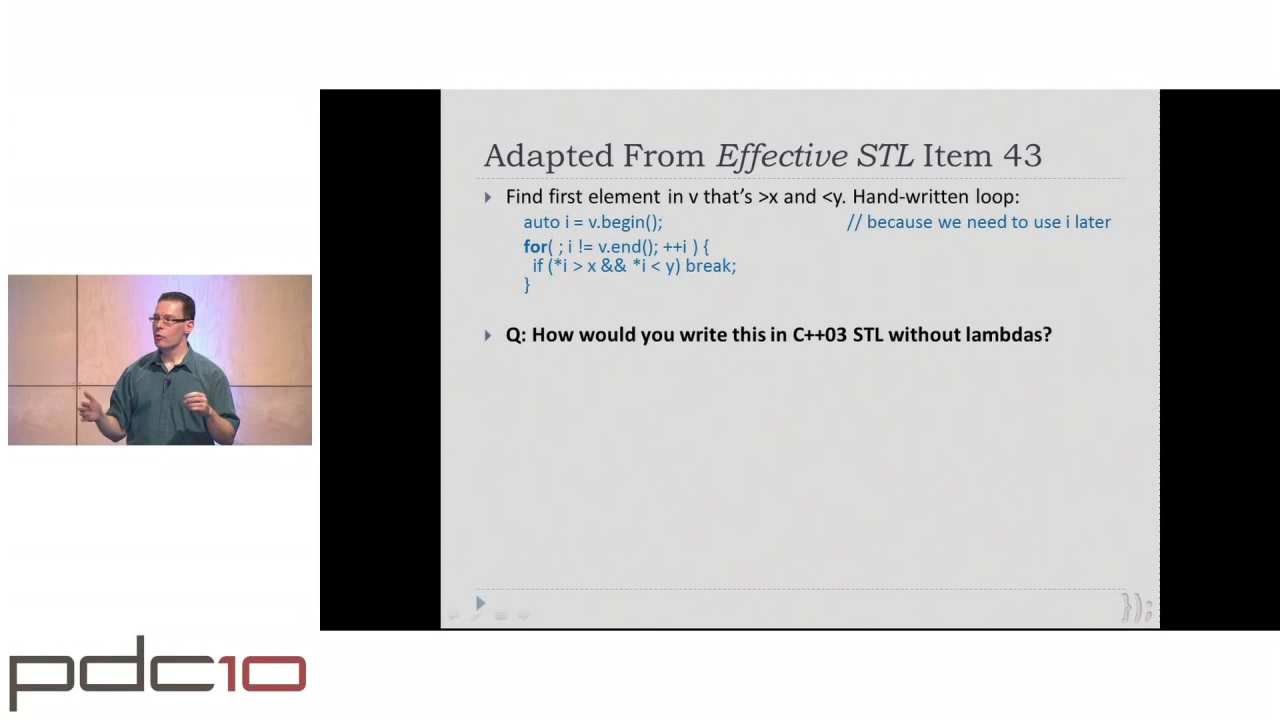 Adapted From Effective STL Item 43
Find first element in v that's >x and <y. Hand-written loop:
auto i = v.begin(); // because we need to use i later
for( ; i != v.end(); ++i ) {
if (*i > x && *i < y) break;
}
Q: How would you write this in C++03 STL without lambdas?
});
pdc10